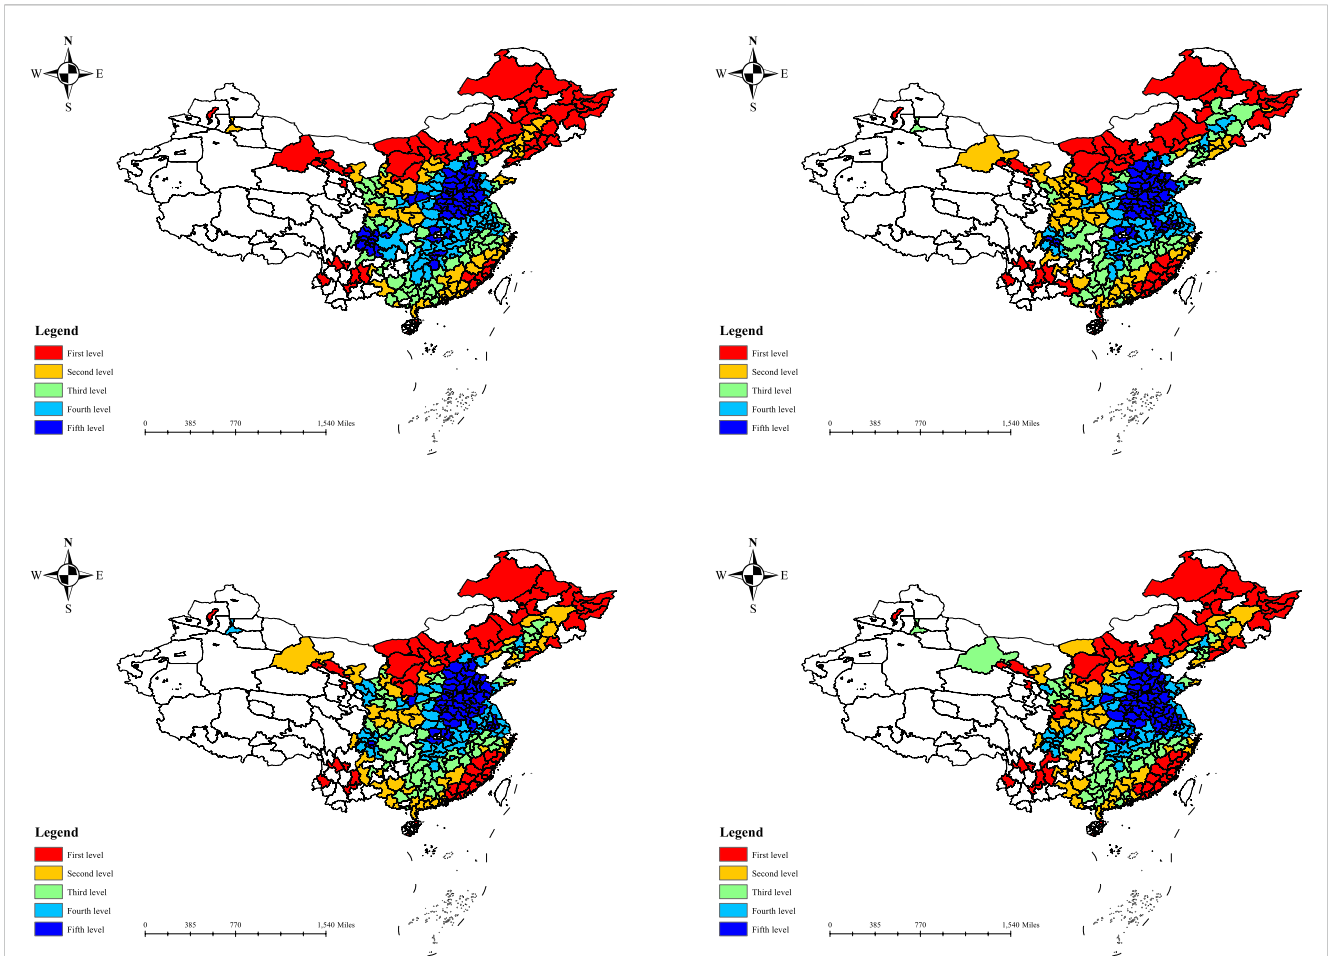 N
W E
S
N
W E
S
Legend
First level
Second level
Third level
Fourth level
Fifth level
0 385 770 1,540 Miles
Legend
First level
Second level
Third level
Fourth level
Fifth level
0 385 770 1,540 Miles
N
W E
S
N
W E
S
Legend
First level
Second level
Third level
Fourth level
Fifth level
0 385 770 1,540 Miles
Legend
First level
Second level
Third level
Fourth level
Fifth level
0 385 770 1,540 Miles